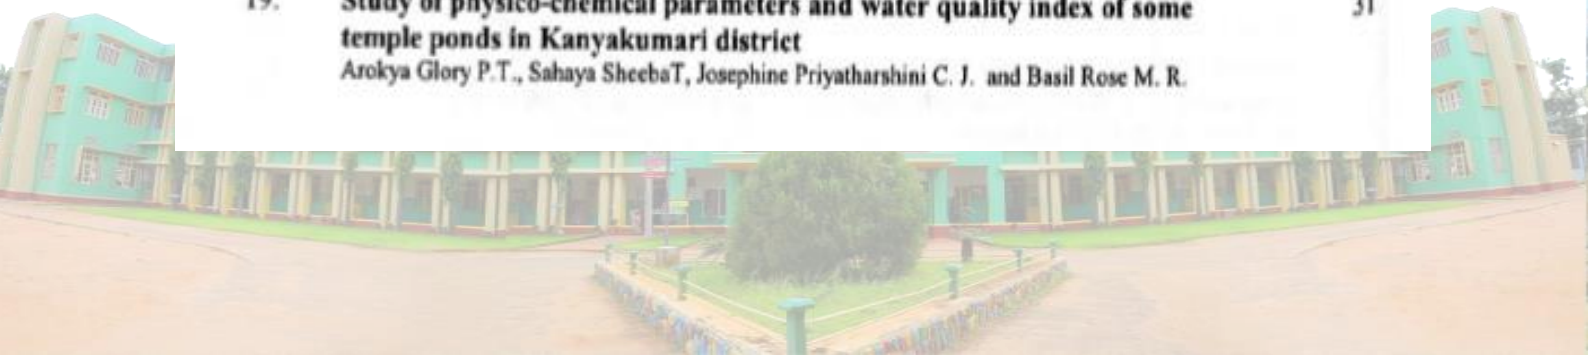 19. Study of physico-chemical parameters and water quality index of some 31
temple ponds in Kanyakumari district
Arokya Glory P.T., Sahaya SheebaT, Josephine Priyatharshini C. J. and Basil Rose M. R.